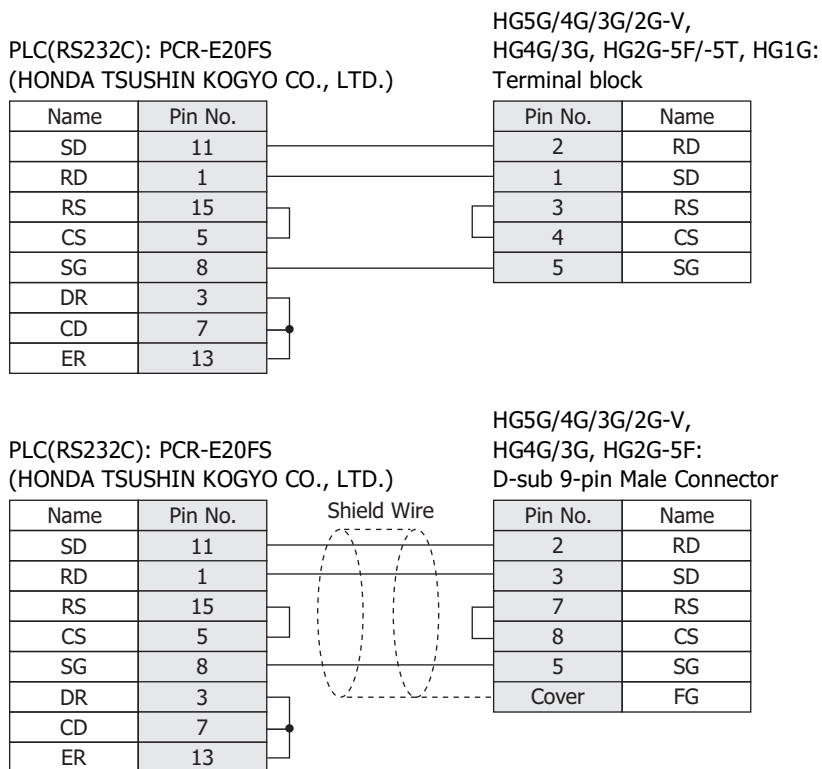 PLC(RS232C): PCR-E20FS
(HONDA TSUSHIN KOGYO CO., LTD.)
HG5G/4G/3G/2G-V,
HG4G/3G, HG2G-5F/-5T, HG1G:
Terminal block
Name Pin No. Pin No. Name
SD 11 2 RD
RD 1 1 SD
RS 15 3 RS
CS 5 4 CS
SG 8 5 SG
DR 3
CD 7
ER 13
PLC(RS232C): PCR-E20FS
(HONDA TSUSHIN KOGYO CO., LTD.)
HG5G/4G/3G/2G-V,
HG4G/3G, HG2G-5F:
D-sub 9-pin Male Connector
Name Pin No. Shield Wire Pin No. Name
SD 11 2 RD
RD 1 3 SD
RS 15 7 RS
CS 5 8 CS
SG 8 5 SG
DR 3 Cover FG
CD 7
ER 13